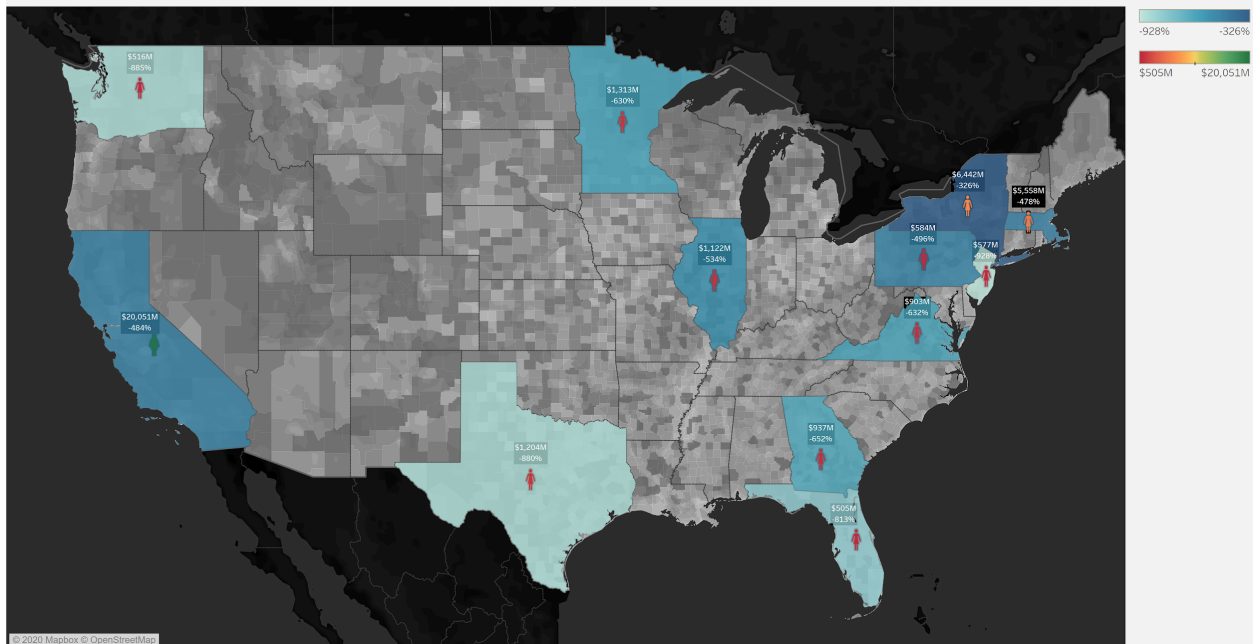 $516M
-885%
$1,313M
-630%
$6,442M
-326%
$5,558M
-478%
$584M
-496%
$577M
-928%
$1,122M
-534%
$903M
-632%
$20,051M
-484%
$937M
-652%
$1,204M
-880%
$505M
-813%
-928% -326%
$505M $20,051M
© 2020 Mapbox © OpenStreetMap